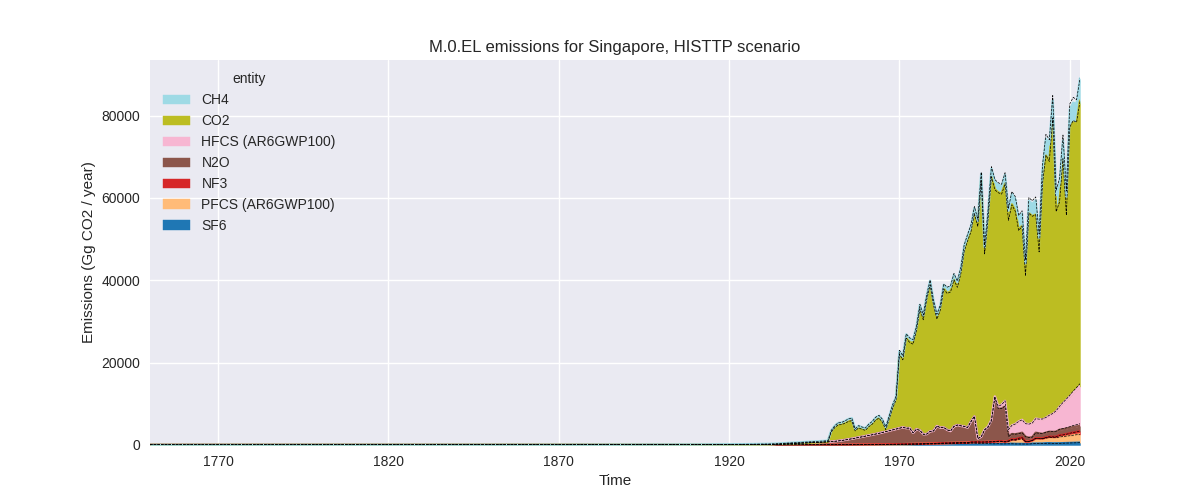 M.0.EL emissions for Singapore, HISTTP scenario
entity
CH4
CO2
HFCS (AR6GWP100)
N2O
NF3
PFCS (AR6GWP100)
SF6
Emissions (Gg CO2 / year)
80000
60000
40000
20000
0
1770
1820
1870
1920
1970
2020
Time